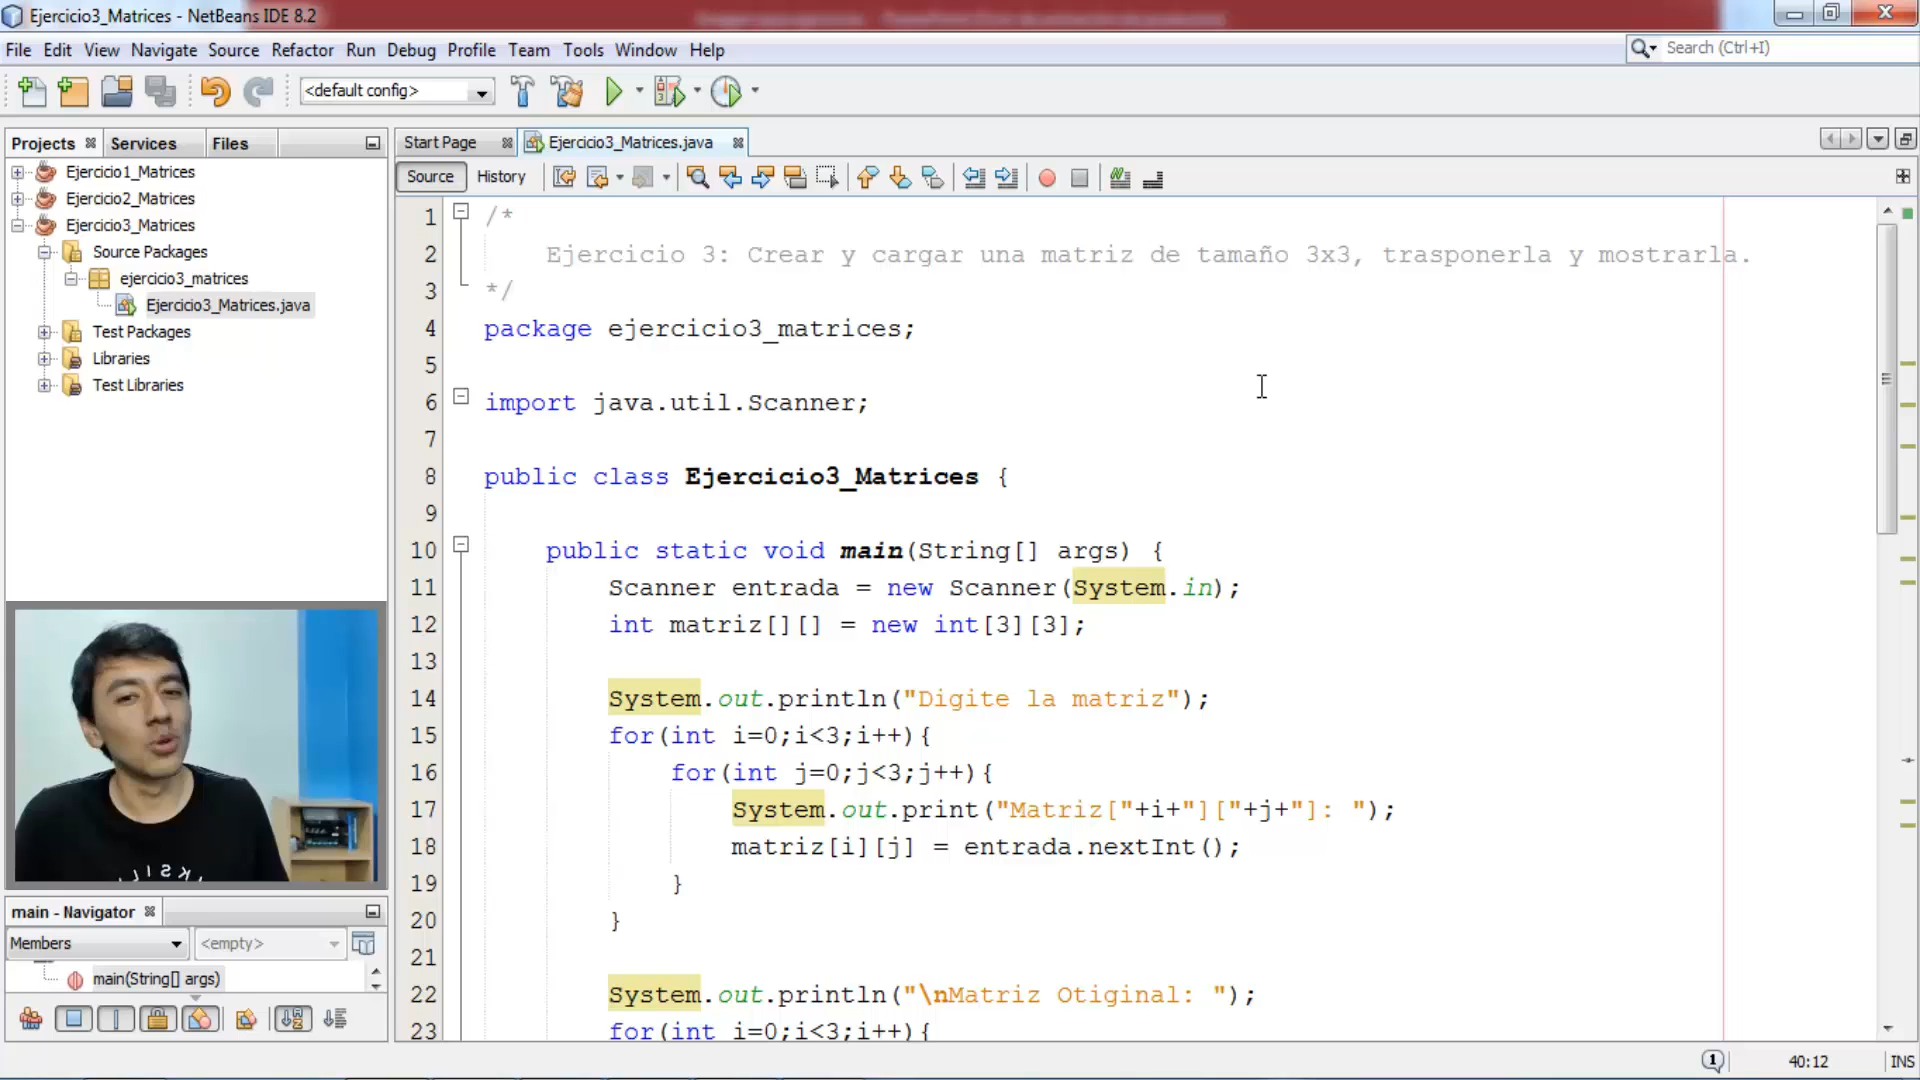 Ejercicio3_Matrices - NetBeans IDE 8.2
File Edit View Navigate Source Refactor Run Debug Profile Team Tools Window Help
Search (Ctrl+I)
<default config>
Projects Services Files
Ejercicio1_Matrices
Ejercicio2_Matrices
Ejercicio3_Matrices
Source Packages
ejercicio3_matrices
Ejercicio3_Matrices.java
Test Packages
Libraries
Test Libraries
main - Navigator
Members <empty>
main(String[] args)
Start Page Ejercicio3_Matrices.java
Source History
1 /*
2 Ejercicio 3: Crear y cargar una matriz de tamaño 3x3, trasponerla y mostrarla.
3 */
4 package ejercicio3_matrices;
5
6 import java.util.Scanner;
7
8 public class Ejercicio3_Matrices {
9
10 public static void main(String[] args) {
11 Scanner entrada = new Scanner(System.in);
12 int matriz[][] = new int[3][3];
13
14 System.out.println("Digite la matriz");
15 for(int i=0;i<3;i++){
16 for(int j=0;j<3;j++){
17 System.out.print("Matriz["+i+"]["+j+"]: ");
18 matriz[i][j] = entrada.nextInt();
19 }
20 }
21
22 System.out.println("\nMatriz Otiginal: ");
23 for(int i=0;i<3;i++){
1 40:12 INS